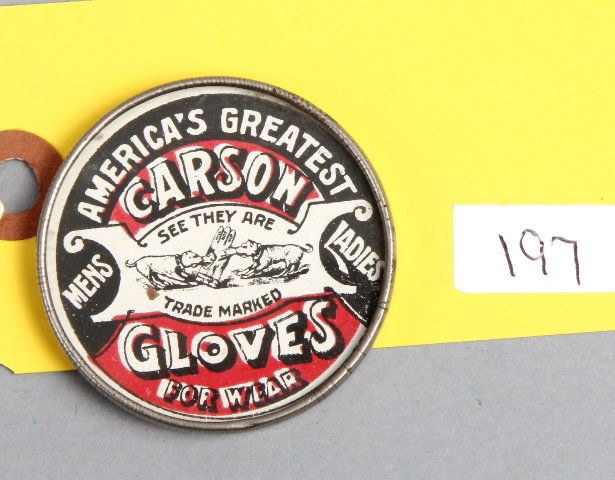 AMERICA'S GREATEST
CARSON
SEE THEY ARE
MENS
LADIES
TRADE MARKED
GLOVES
FOR WEAR
197